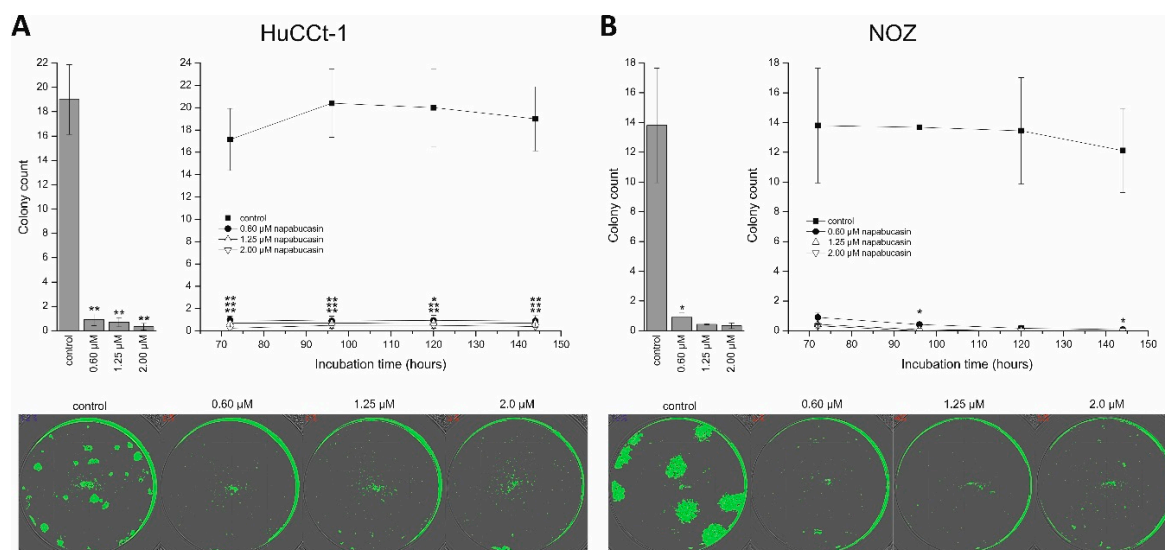 A
HuCCt-1
22
20
18
16
14
12
10
8
6
4
2
0
Colony count
**
**
**
control
0.60 µM
1.25 µM
2.00 µM
24
22
20
18
16
14
12
10
8
6
4
2
0
Colony count
control
0.60 µM napabucasin
1.25 µM napabucasin
2.00 µM napabucasin
** ** * **
** ** ** **
** ** ** **
70 80 90 100 110 120 130 140 150
Incubation time (hours)
control 0.60 µM 1.25 µM 2.0 µM
B
NOZ
18
16
14
12
10
8
6
4
2
0
Colony count
*
control
0.60 µM
1.25 µM
2.00 µM
18
16
14
12
10
8
6
4
2
0
Colony count
control
0.60 µM napabucasin
1.25 µM napabucasin
2.00 µM napabucasin
* *
70 80 90 100 110 120 130 140 150
Incubation time (hours)
control 0.60 µM 1.25 µM 2.0 µM